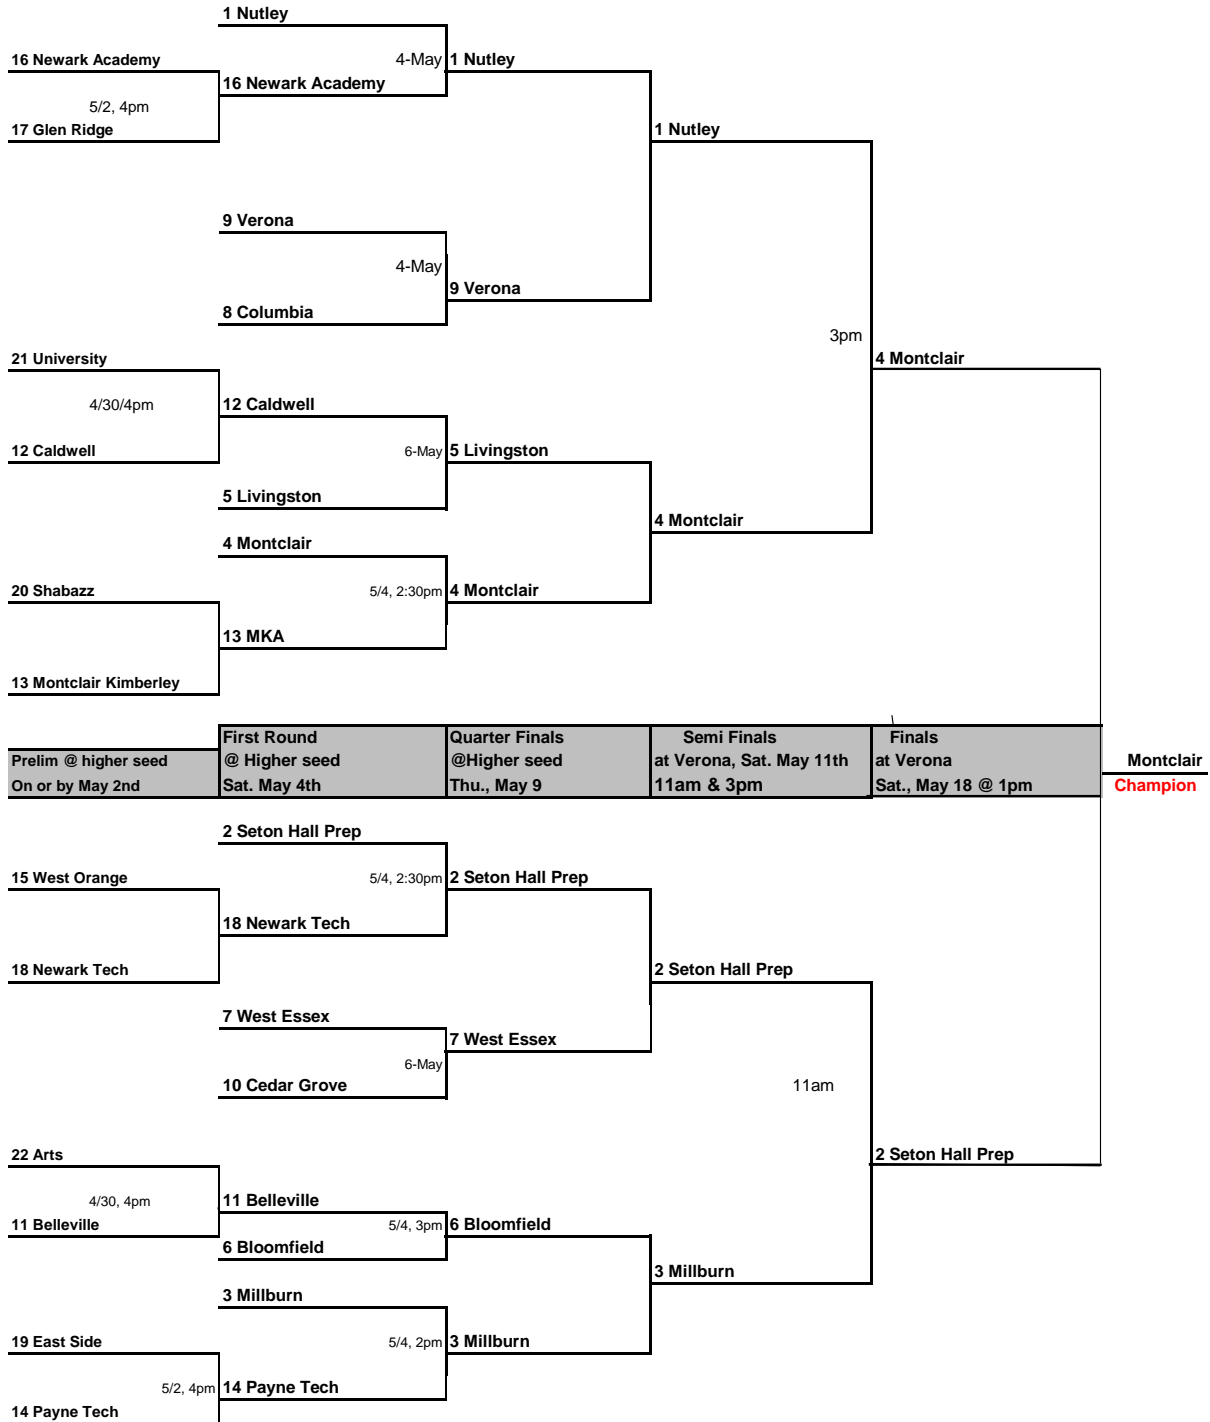 1 Nutley
16 Newark Academy
4-May
1 Nutley
16 Newark Academy
5/2, 4pm
17 Glen Ridge
1 Nutley
9 Verona
4-May
9 Verona
8 Columbia
3pm
21 University
4 Montclair
4/30/4pm
12 Caldwell
12 Caldwell
6-May
5 Livingston
5 Livingston
4 Montclair
4 Montclair
20 Shabazz
5/4, 2:30pm
4 Montclair
13 MKA
13 Montclair Kimberley
Prelim @ higher seed
On or by May 2nd
First Round
@ Higher seed
Sat. May 4th
Quarter Finals
@Higher seed
Thu., May 9
Semi Finals
at Verona, Sat. May 11th
11am & 3pm
Finals
at Verona
Sat., May 18 @ 1pm
Montclair
Champion
2 Seton Hall Prep
15 West Orange
5/4, 2:30pm
2 Seton Hall Prep
18 Newark Tech
18 Newark Tech
2 Seton Hall Prep
7 West Essex
7 West Essex
6-May
10 Cedar Grove
11am
22 Arts
2 Seton Hall Prep
4/30, 4pm
11 Belleville
11 Belleville
5/4, 3pm
6 Bloomfield
6 Bloomfield
3 Millburn
3 Millburn
19 East Side
5/4, 2pm
3 Millburn
5/2, 4pm
14 Payne Tech
14 Payne Tech